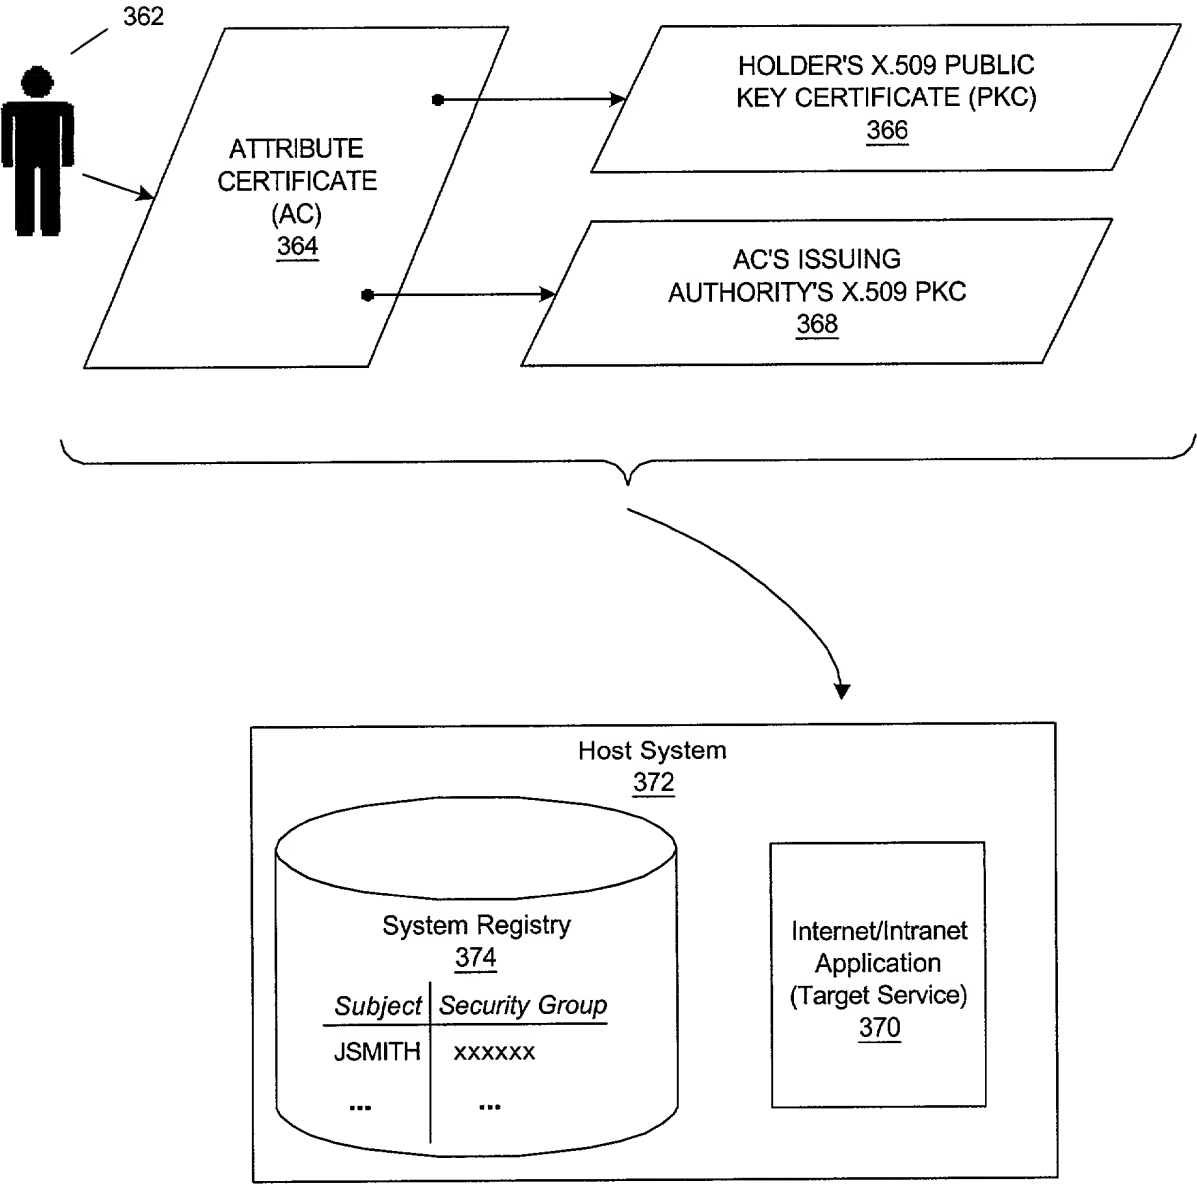 362
ATTRIBUTE
CERTIFICATE
(AC)
364
HOLDER'S X.509 PUBLIC
KEY CERTIFICATE (PKC)
366
AC'S ISSUING
AUTHORITY'S X.509 PKC
368
Host System
372
System Registry
374
Subject Security Group
JSMITH xxxxxx
... ...
Internet/Intranet
Application
(Target Service)
370